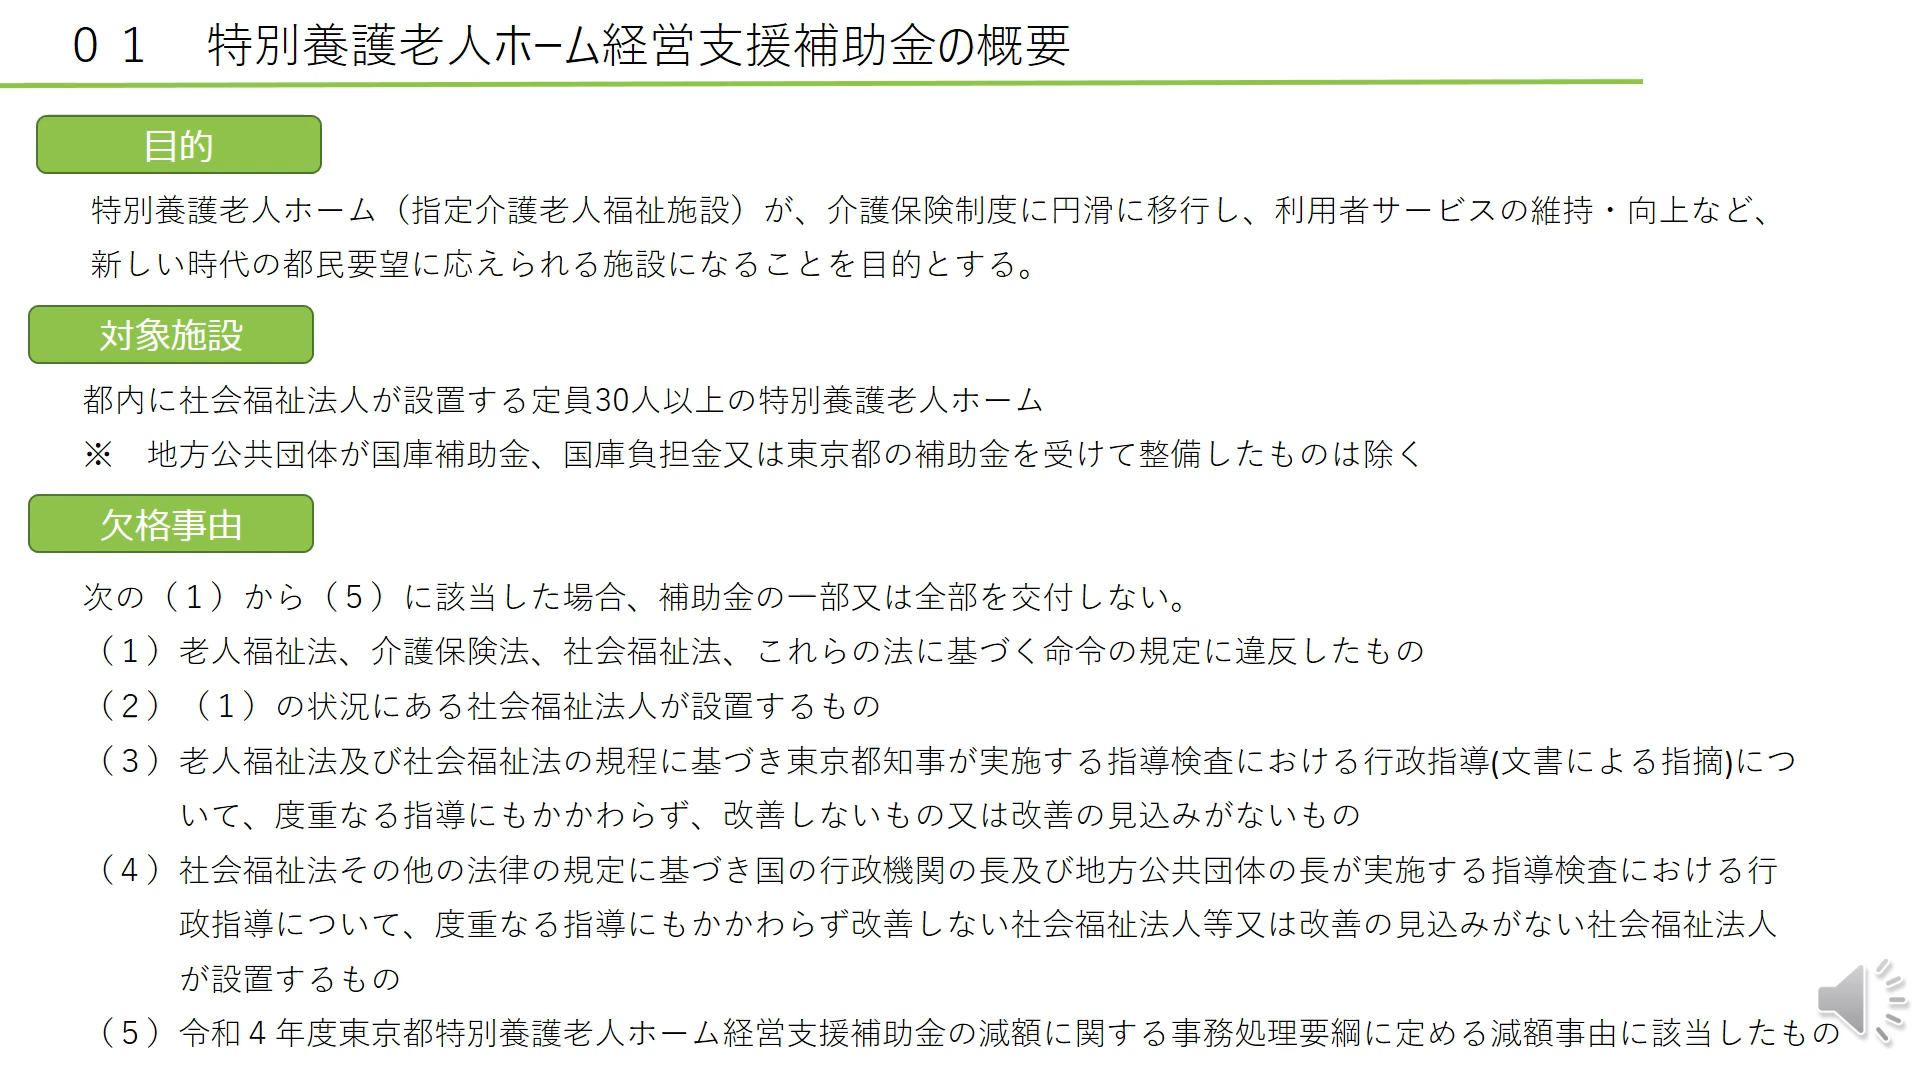 ０１　特別養護老人ホーム経営支援補助金の概要
目的
特別養護老人ホーム（指定介護老人福祉施設）が、介護保険制度に円滑に移行し、利用者サービスの維持・向上など、
新しい時代の都民要望に応えられる施設になることを目的とする。
対象施設
都内に社会福祉法人が設置する定員30人以上の特別養護老人ホーム
※　地方公共団体が国庫補助金、国庫負担金又は東京都の補助金を受けて整備したものは除く
欠格事由
次の（１）から（５）に該当した場合、補助金の一部又は全部を交付しない。
（１）老人福祉法、介護保険法、社会福祉法、これらの法に基づく命令の規定に違反したもの
（２）（１）の状況にある社会福祉法人が設置するもの
（３）老人福祉法及び社会福祉法の規程に基づき東京都知事が実施する指導検査における行政指導(文書による指摘)につ
いて、度重なる指導にもかかわらず、改善しないもの又は改善の見込みがないもの
（４）社会福祉法その他の法律の規定に基づき国の行政機関の長及び地方公共団体の長が実施する指導検査における行
政指導について、度重なる指導にもかかわらず改善しない社会福祉法人等又は改善の見込みがない社会福祉法人
が設置するもの
（５）令和４年度東京都特別養護老人ホーム経営支援補助金の減額に関する事務処理要綱に定める減額事由に該当したもの